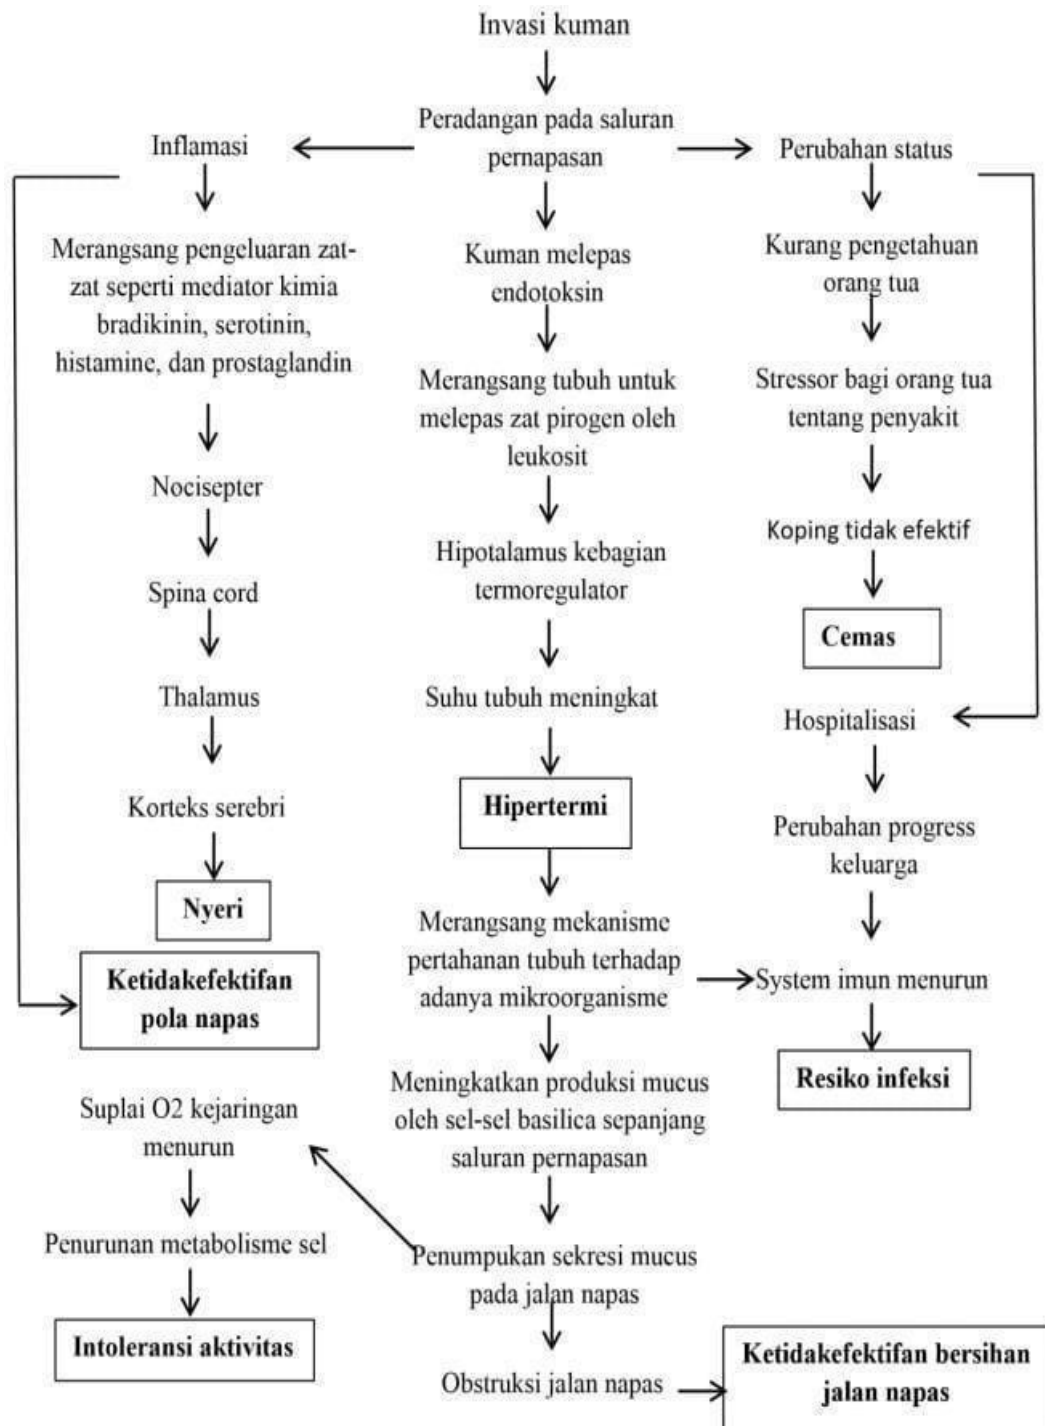 Invasi kuman
Peradangan pada saluran
pernapasan
Inflamasi
Perubahan status
Merangsang pengeluaran zat-
zat seperti mediator kimia
bradikinin, serotinin,
histamine, dan prostaglandin
Nocisepter
Spina cord
Thalamus
Korteks serebri
Nyeri
Ketidakefektifan
pola napas
Kuman melepas
endotoksin
Merangsang tubuh untuk
melepas zat pirogen oleh
leukosit
Hipotalamus kebagian
termoregulator
Suhu tubuh meningkat
Hipertermi
Merangsang mekanisme
pertahanan tubuh terhadap
adanya mikroorganisme
Meningkatkan produksi mucus
oleh sel-sel basilica sepanjang
saluran pernapasan
Penumpukan sekresi mucus
pada jalan napas
Obstruksi jalan napas
Kurang pengetahuan
orang tua
Stressor bagi orang tua
tentang penyakit
Koping tidak efektif
Cemas
Hospitalisasi
Perubahan progress
keluarga
System imun menurun
Resiko infeksi
Suplai O2 kejaringan
menurun
Penurunan metabolisme sel
Intoleransi aktivitas
Ketidakefektifan bersihan
jalan napas